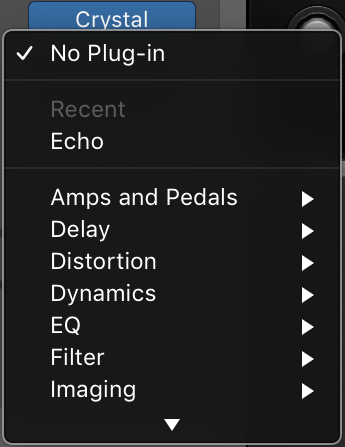 Crystal
No Plug-in
Recent
Echo
Amps and Pedals
Delay
Distortion
Dynamics
EQ
Filter
Imaging